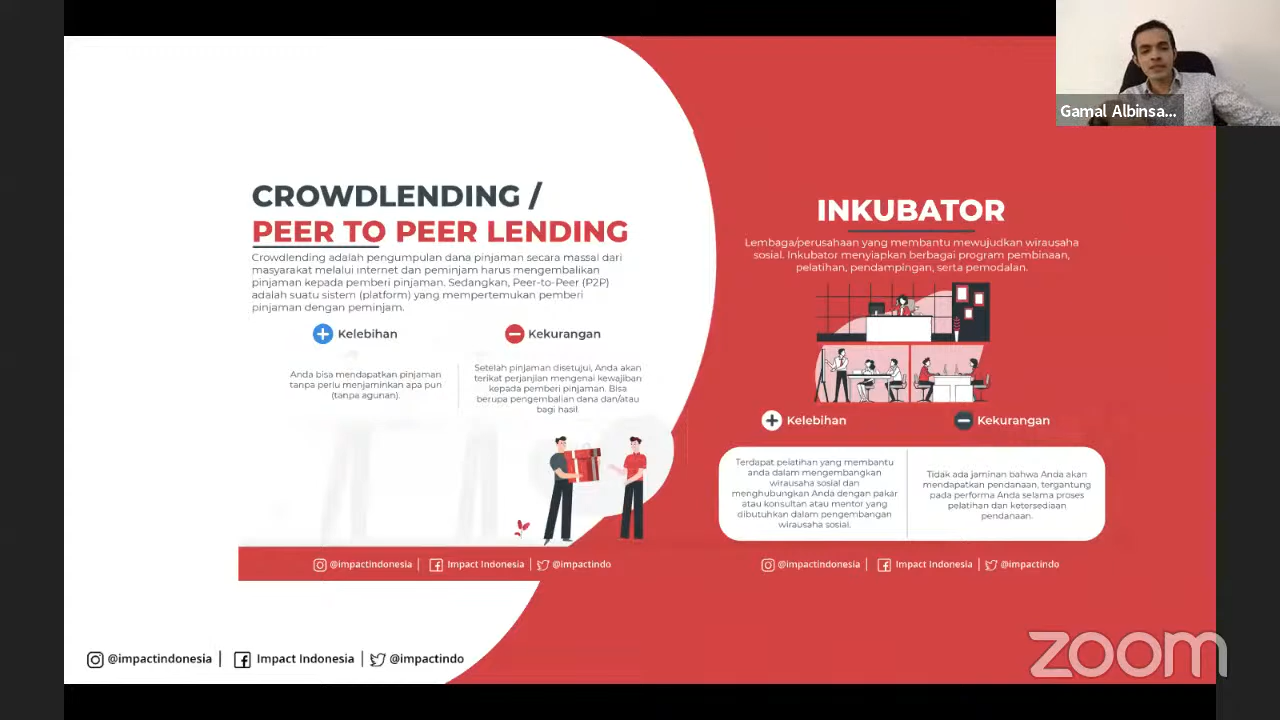 Gamal Albinsa...
CROWDLENDING /
PEER TO PEER LENDING
Crowdlending adalah pengumpulan dana pinjaman secara massal dari
masyarakat melalui internet dan peminjam harus mengembalikan
pinjaman kepada pemberi pinjaman. Sedangkan, Peer-to-Peer (P2P)
adalah suatu sistem (platform) yang mempertemukan pemberi
pinjaman dengan peminjam.
Kelebihan
Kekurangan
Anda bisa mendapatkan pinjaman
tanpa perlu menjaminkan apa pun
(tanpa agunan).
Setelah pinjaman disetujui, Anda akan
terikat perjanjian mengenai kewajiban
kepada pemberi pinjaman. Bisa
berupa pengembalian dana dan/atau
bagi hasil.
@impactindonesia | Impact Indonesia | @impactindo
INKUBATOR
Lembaga/perusahaan yang membantu mewujudkan wirausaha
sosial. Inkubator menyiapkan berbagai program pembinaan,
pelatihan, pendampingan, serta pemodalan.
Kelebihan
Kekurangan
Terdapat pelatihan yang membantu
anda dalam mengembangkan
wirausaha sosial dan
menghubungkan Anda dengan pakar
atau konsultan atau mentor yang
dibutuhkan dalam pengembangan
wirausaha sosial.
Tidak ada jaminan bahwa Anda akan
mendapatkan pendanaan, tergantung
pada performa Anda selama proses
pelatihan dan ketersediaan
pendanaan.
@impactindonesia | Impact Indonesia | @impactindo
@impactindonesia | Impact Indonesia | @impactindo
zoom